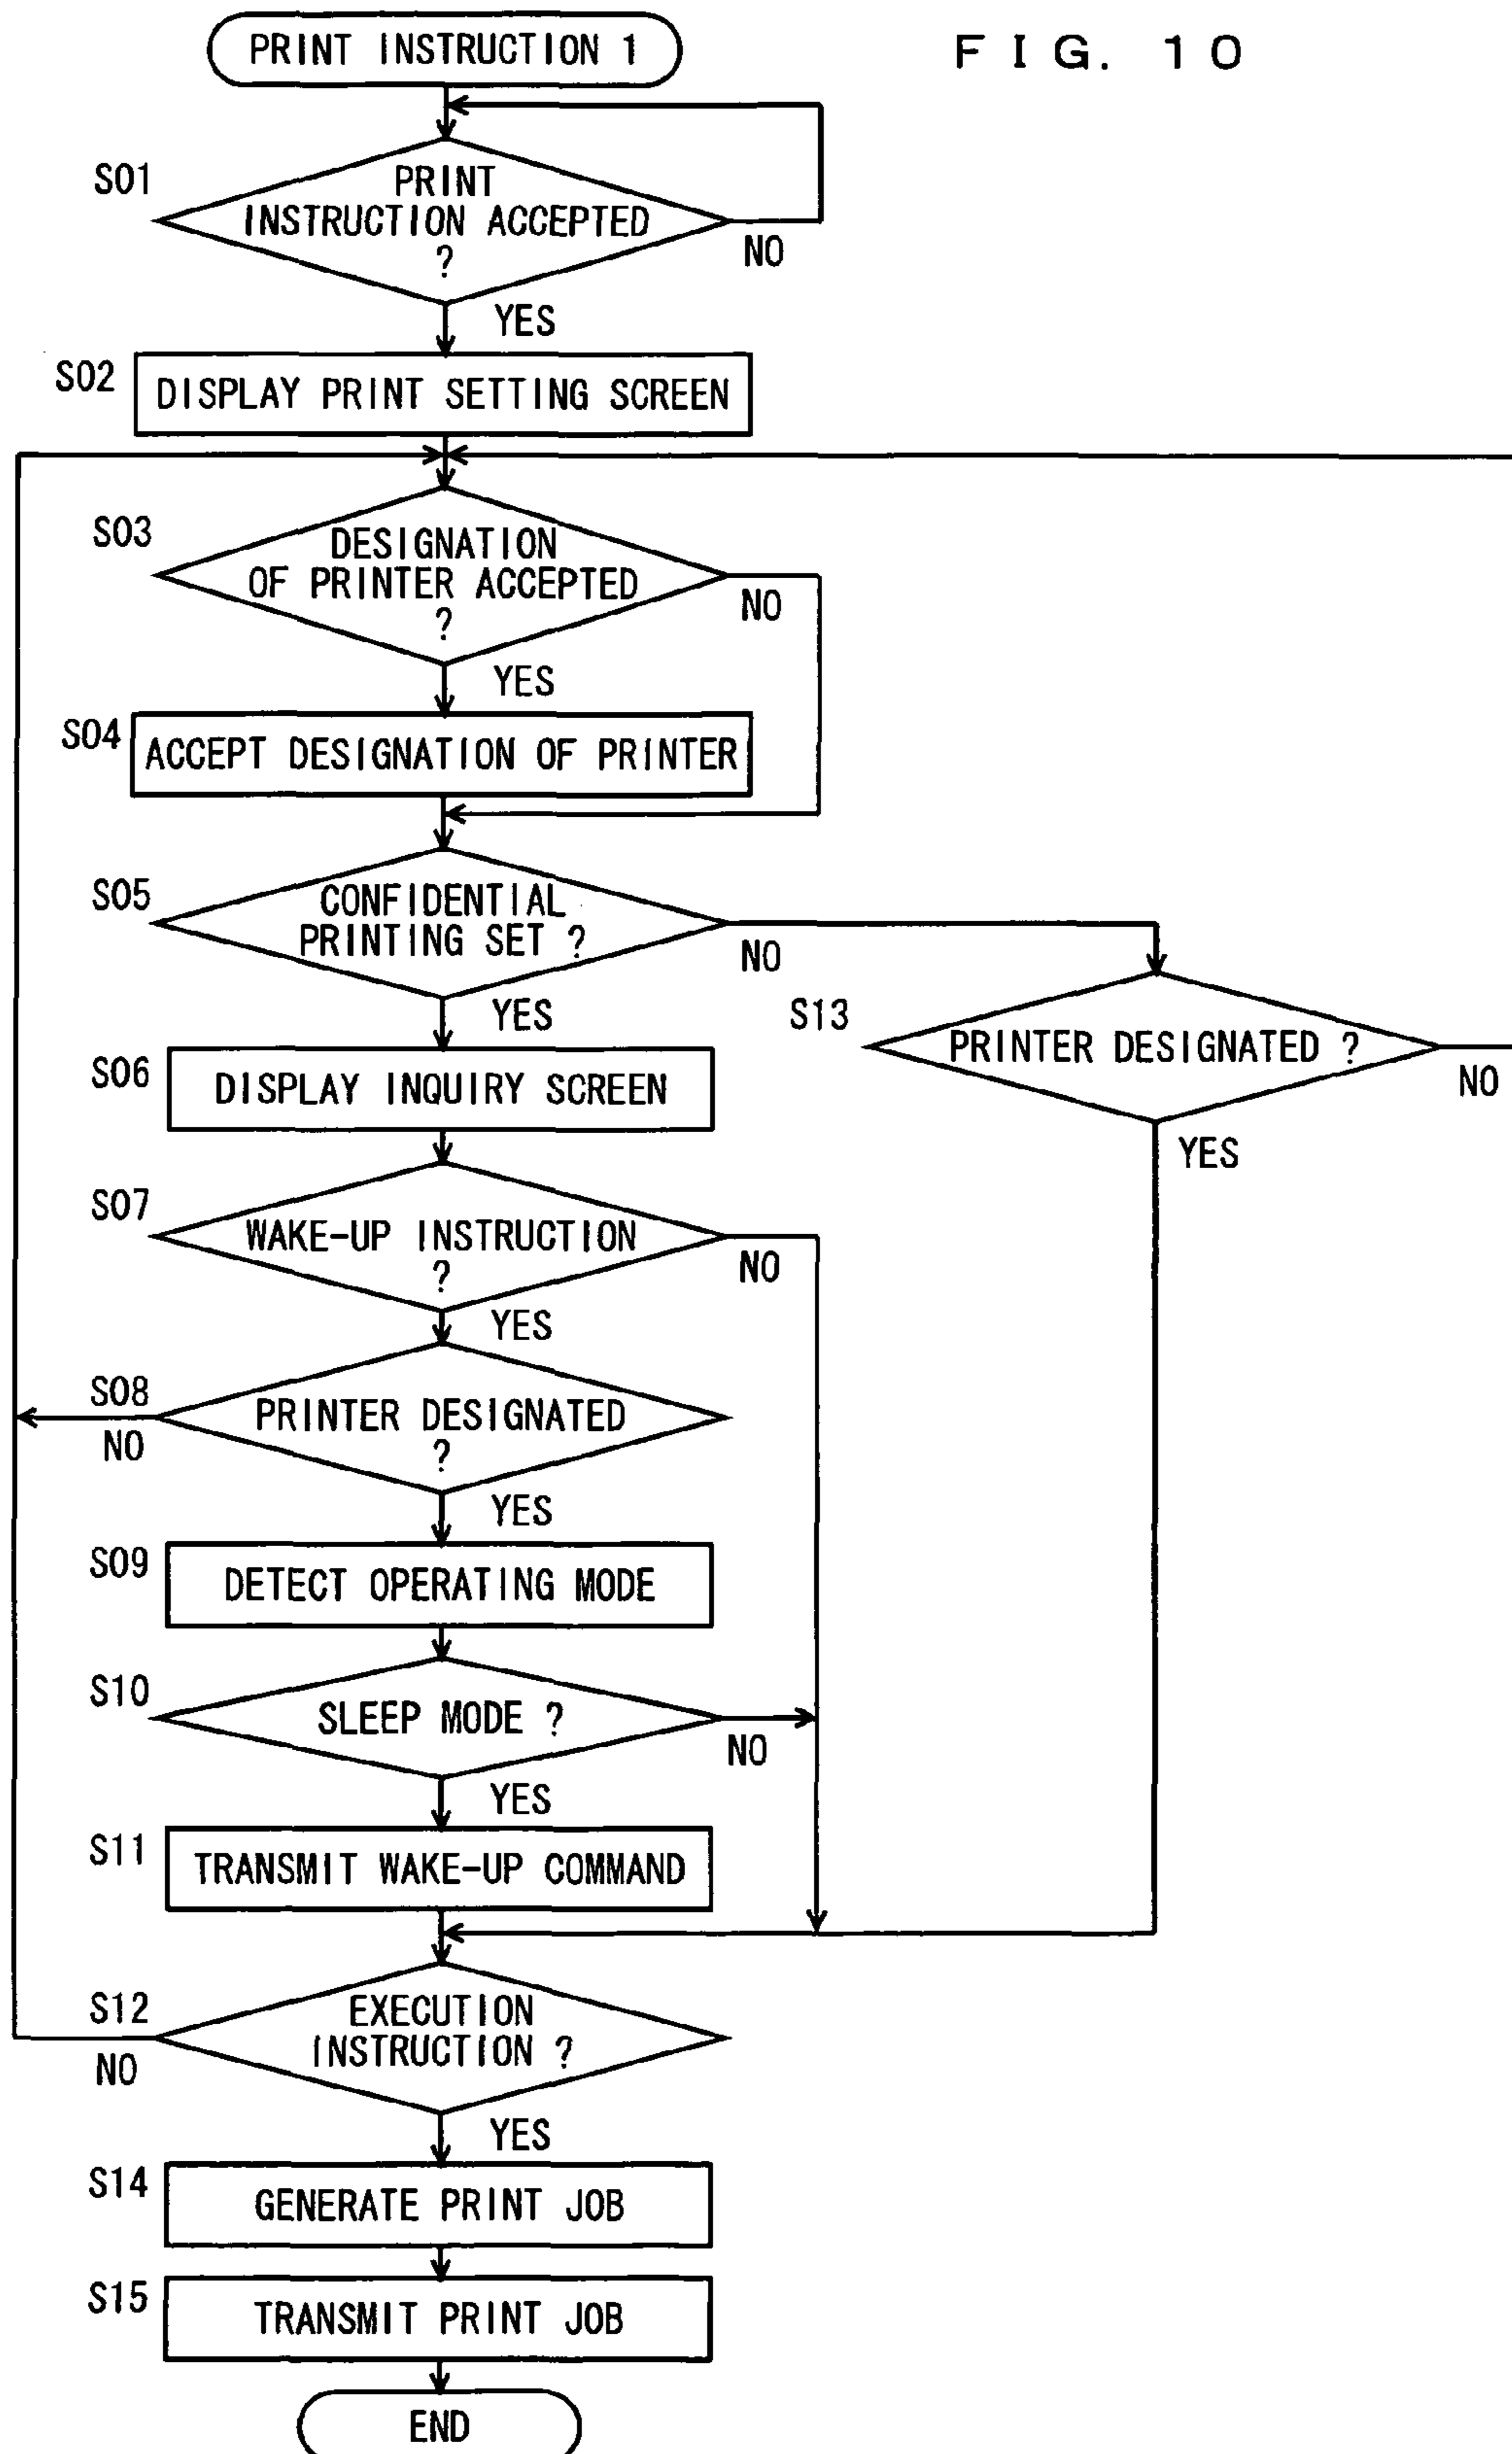 PRINT INSTRUCTION 1
FIG. 10
S01
PRINT
INSTRUCTION ACCEPTED
?
NO
YES
S02
DISPLAY PRINT SETTING SCREEN
S03
DESIGNATION
OF PRINTER ACCEPTED
?
NO
YES
S04
ACCEPT DESIGNATION OF PRINTER
S05
CONFIDENTIAL
PRINTING SET ?
NO
YES
S13
PRINTER DESIGNATED ?
NO
YES
S06
DISPLAY INQUIRY SCREEN
S07
WAKE-UP INSTRUCTION
?
NO
YES
S08
PRINTER DESIGNATED
?
NO
YES
S09
DETECT OPERATING MODE
S10
SLEEP MODE ?
NO
YES
S11
TRANSMIT WAKE-UP COMMAND
S12
EXECUTION
INSTRUCTION ?
NO
YES
S14
GENERATE PRINT JOB
S15
TRANSMIT PRINT JOB
END